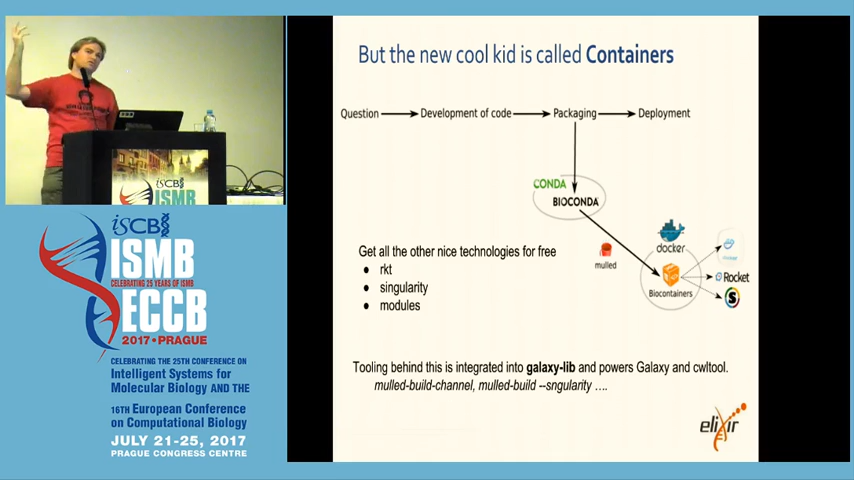 iSCB
ISMB
iSCB
ISMB
CELEBRATING 25 YEARS OF ISMB
ECCB
2017 • PRAGUE
CELEBRATING THE 25TH CONFERENCE ON
Intelligent Systems for
Molecular Biology AND THE
16TH European Conference
on Computational Biology
JULY 21-25, 2017
PRAGUE CONGRESS CENTRE
But the new cool kid is called Containers
Question
Development of code
Packaging
Deployment
CONDA
BIOCONDA
docker
mulled
Biocontainers
Rocket
S
Get all the other nice technologies for free
rkt
singularity
modules
Tooling behind this is integrated into galaxy-lib and powers Galaxy and cwltool.
mulled-build-channel, mulled-build --sngularity ....
elixir